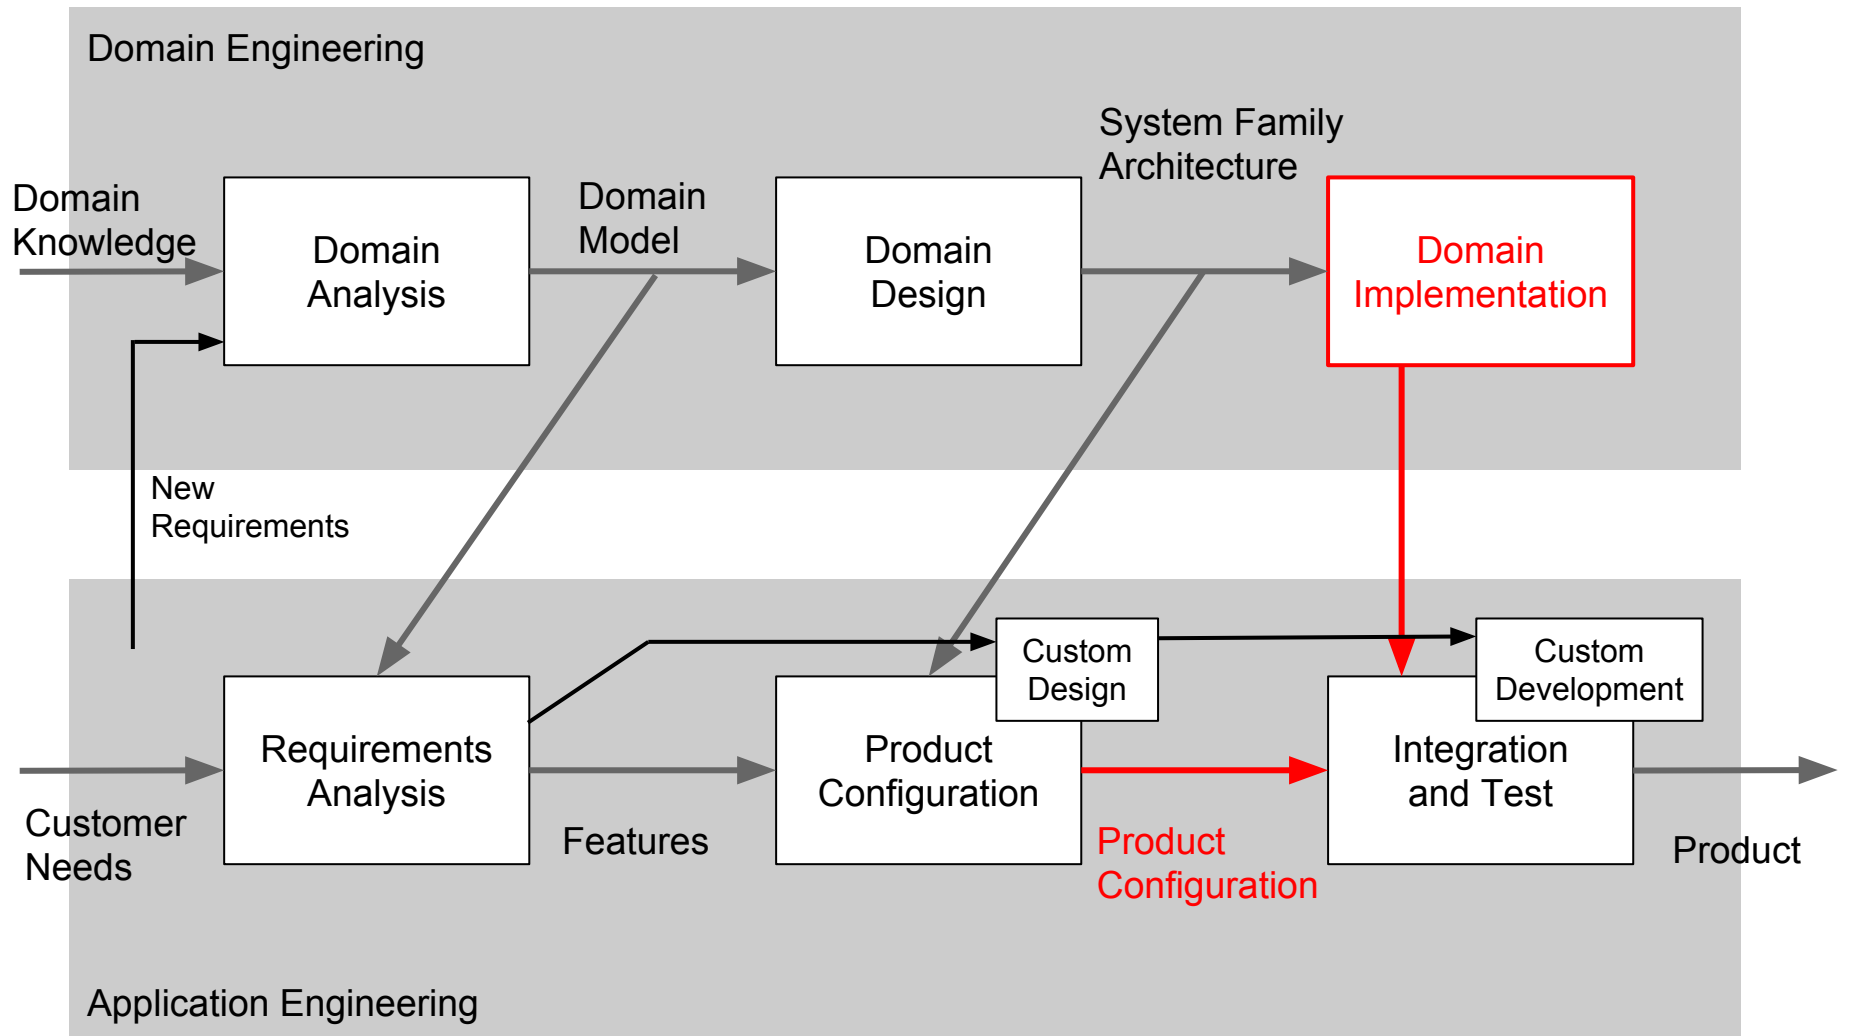 Domain Engineering
System Family
Architecture
Domain
Knowledge
Domain
Analysis
Domain
Model
Domain
Design
Domain
Implementation
New
Requirements
Custom
Design
Custom
Development
Requirements
Analysis
Product
Configuration
Integration
and Test
Customer
Needs
Features
Product
Configuration
Product
Application Engineering